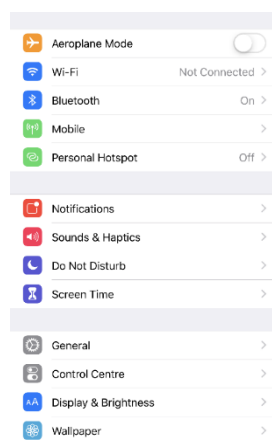 Aeroplane Mode
Wi-Fi Not Connected
Bluetooth On
Mobile
Personal Hotspot Off
Notifications
Sounds & Haptics
Do Not Disturb
Screen Time
General
Control Centre
AA Display & Brightness
Wallpaper